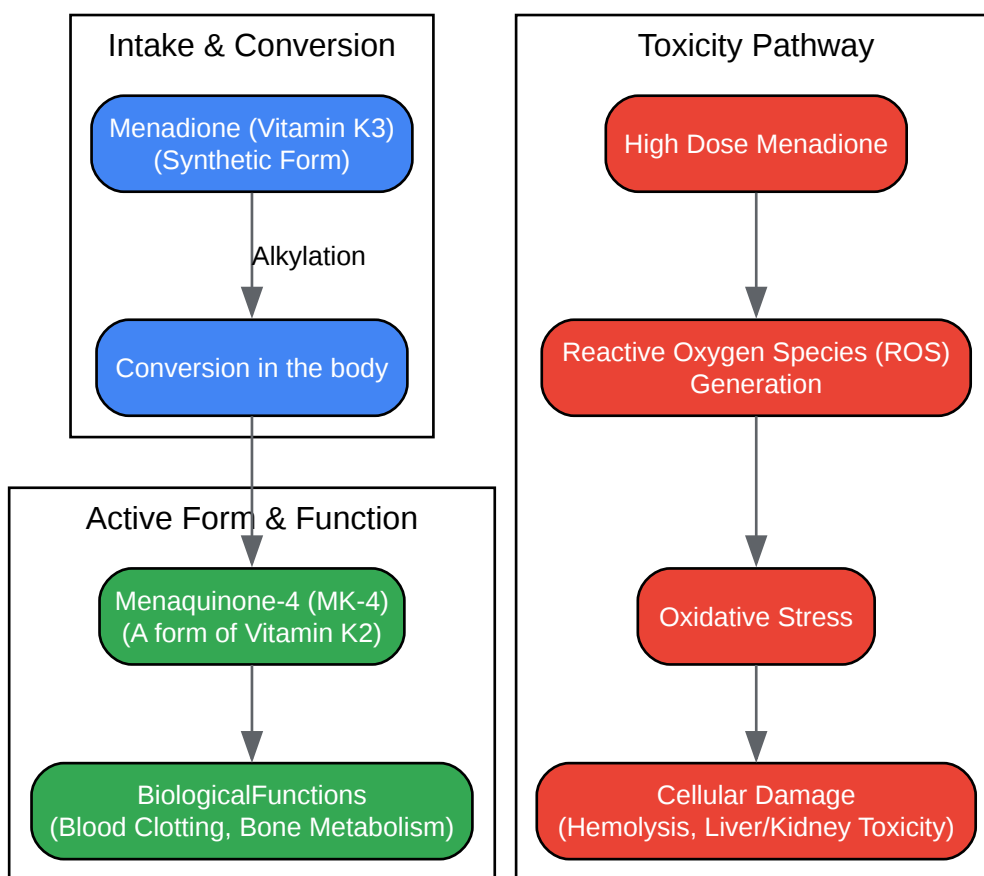 Intake & Conversion
Menadione (Vitamin K3)
(Synthetic Form)
Alkylation
Conversion in the body
Active Form & Function
Menaquinone-4 (MK-4)
(A form of Vitamin K2)
BiologicalFunctions
(Blood Clotting, Bone Metabolism)
Toxicity Pathway
High Dose Menadione
Reactive Oxygen Species (ROS)
Generation
Oxidative Stress
Cellular Damage
(Hemolysis, Liver/Kidney Toxicity)